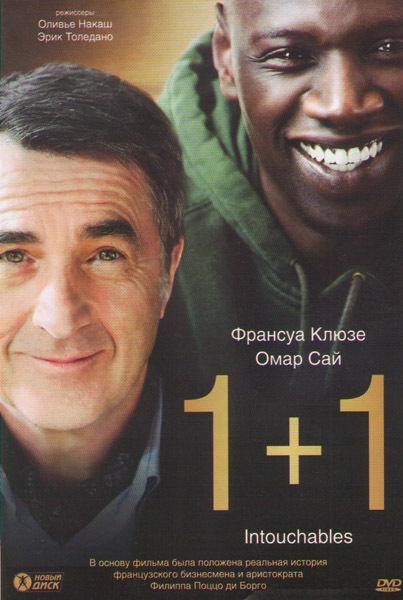 режиссеры
Оливье Накаш
Эрик Толедано
Франсуа Клюзе
Омар Сай
1+1
Intouchables
В основу фильма была положена реальная история
французского бизнесмена и аристократа
Филиппа Поццо ди Борго
НОВЫЙ
ДИСК
DVD
VIDEO